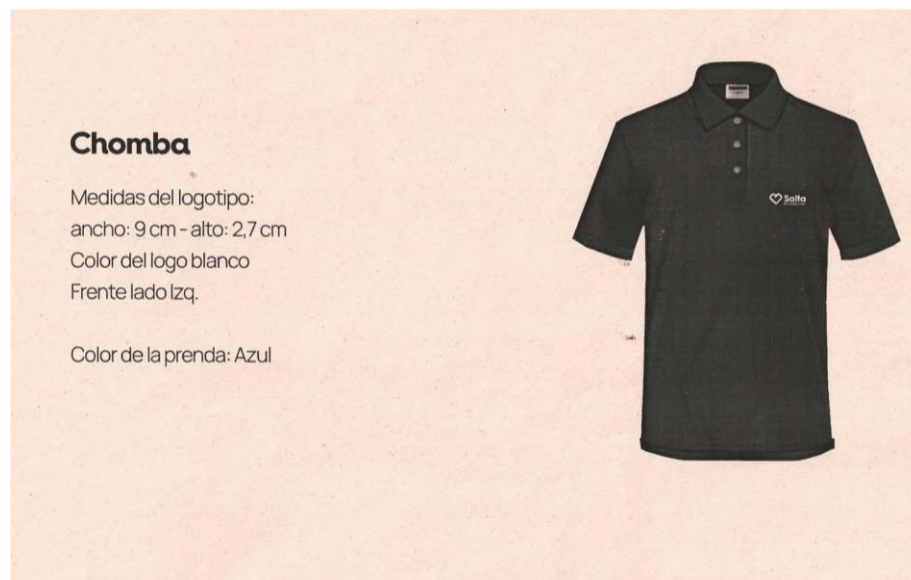 Chomba
Medidas del logotipo:
ancho: 9 cm - alto: 2,7 cm
Color del logo blanco
Frente lado Izq.
Color de la prenda: Azul
Salta